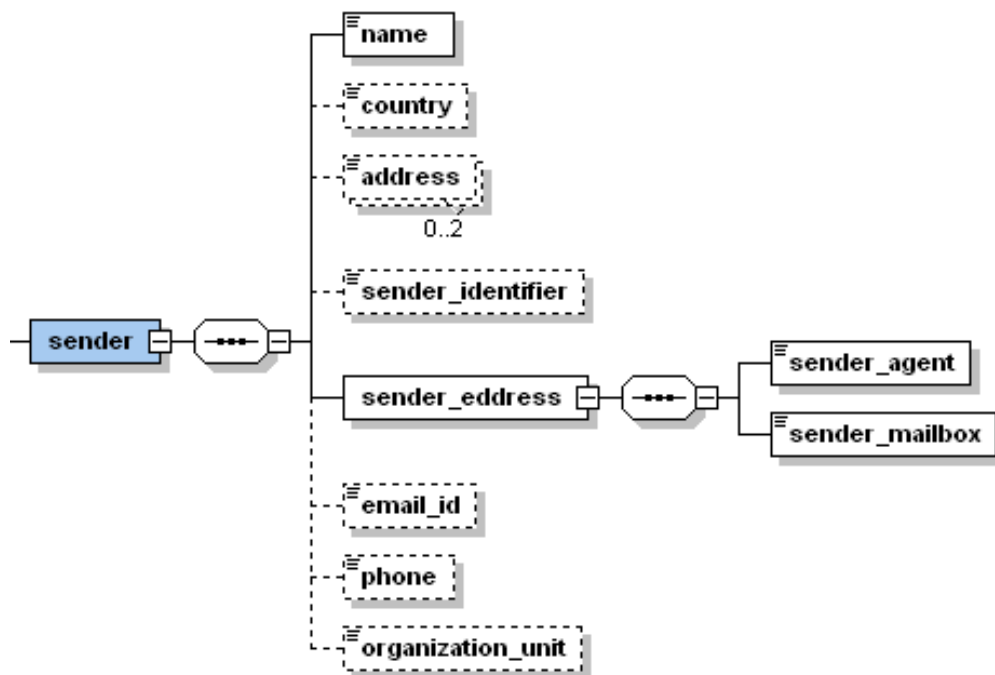 name
country
address
0..2
sender_identifier
sender
sender_eddress
sender_agent
sender_mailbox
email_id
phone
organization_unit